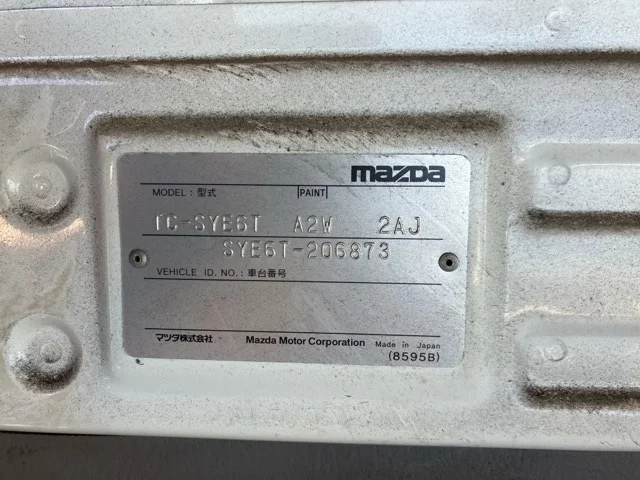 mazda
MODEL : 型式 PAINT
TC-SYE6T A2W 2AJ
SYE6T-206873
VEHICLE ID. NO. : 車台番号
マツダ株式会社 Mazda Motor Corporation Made in Japan
(8595B)